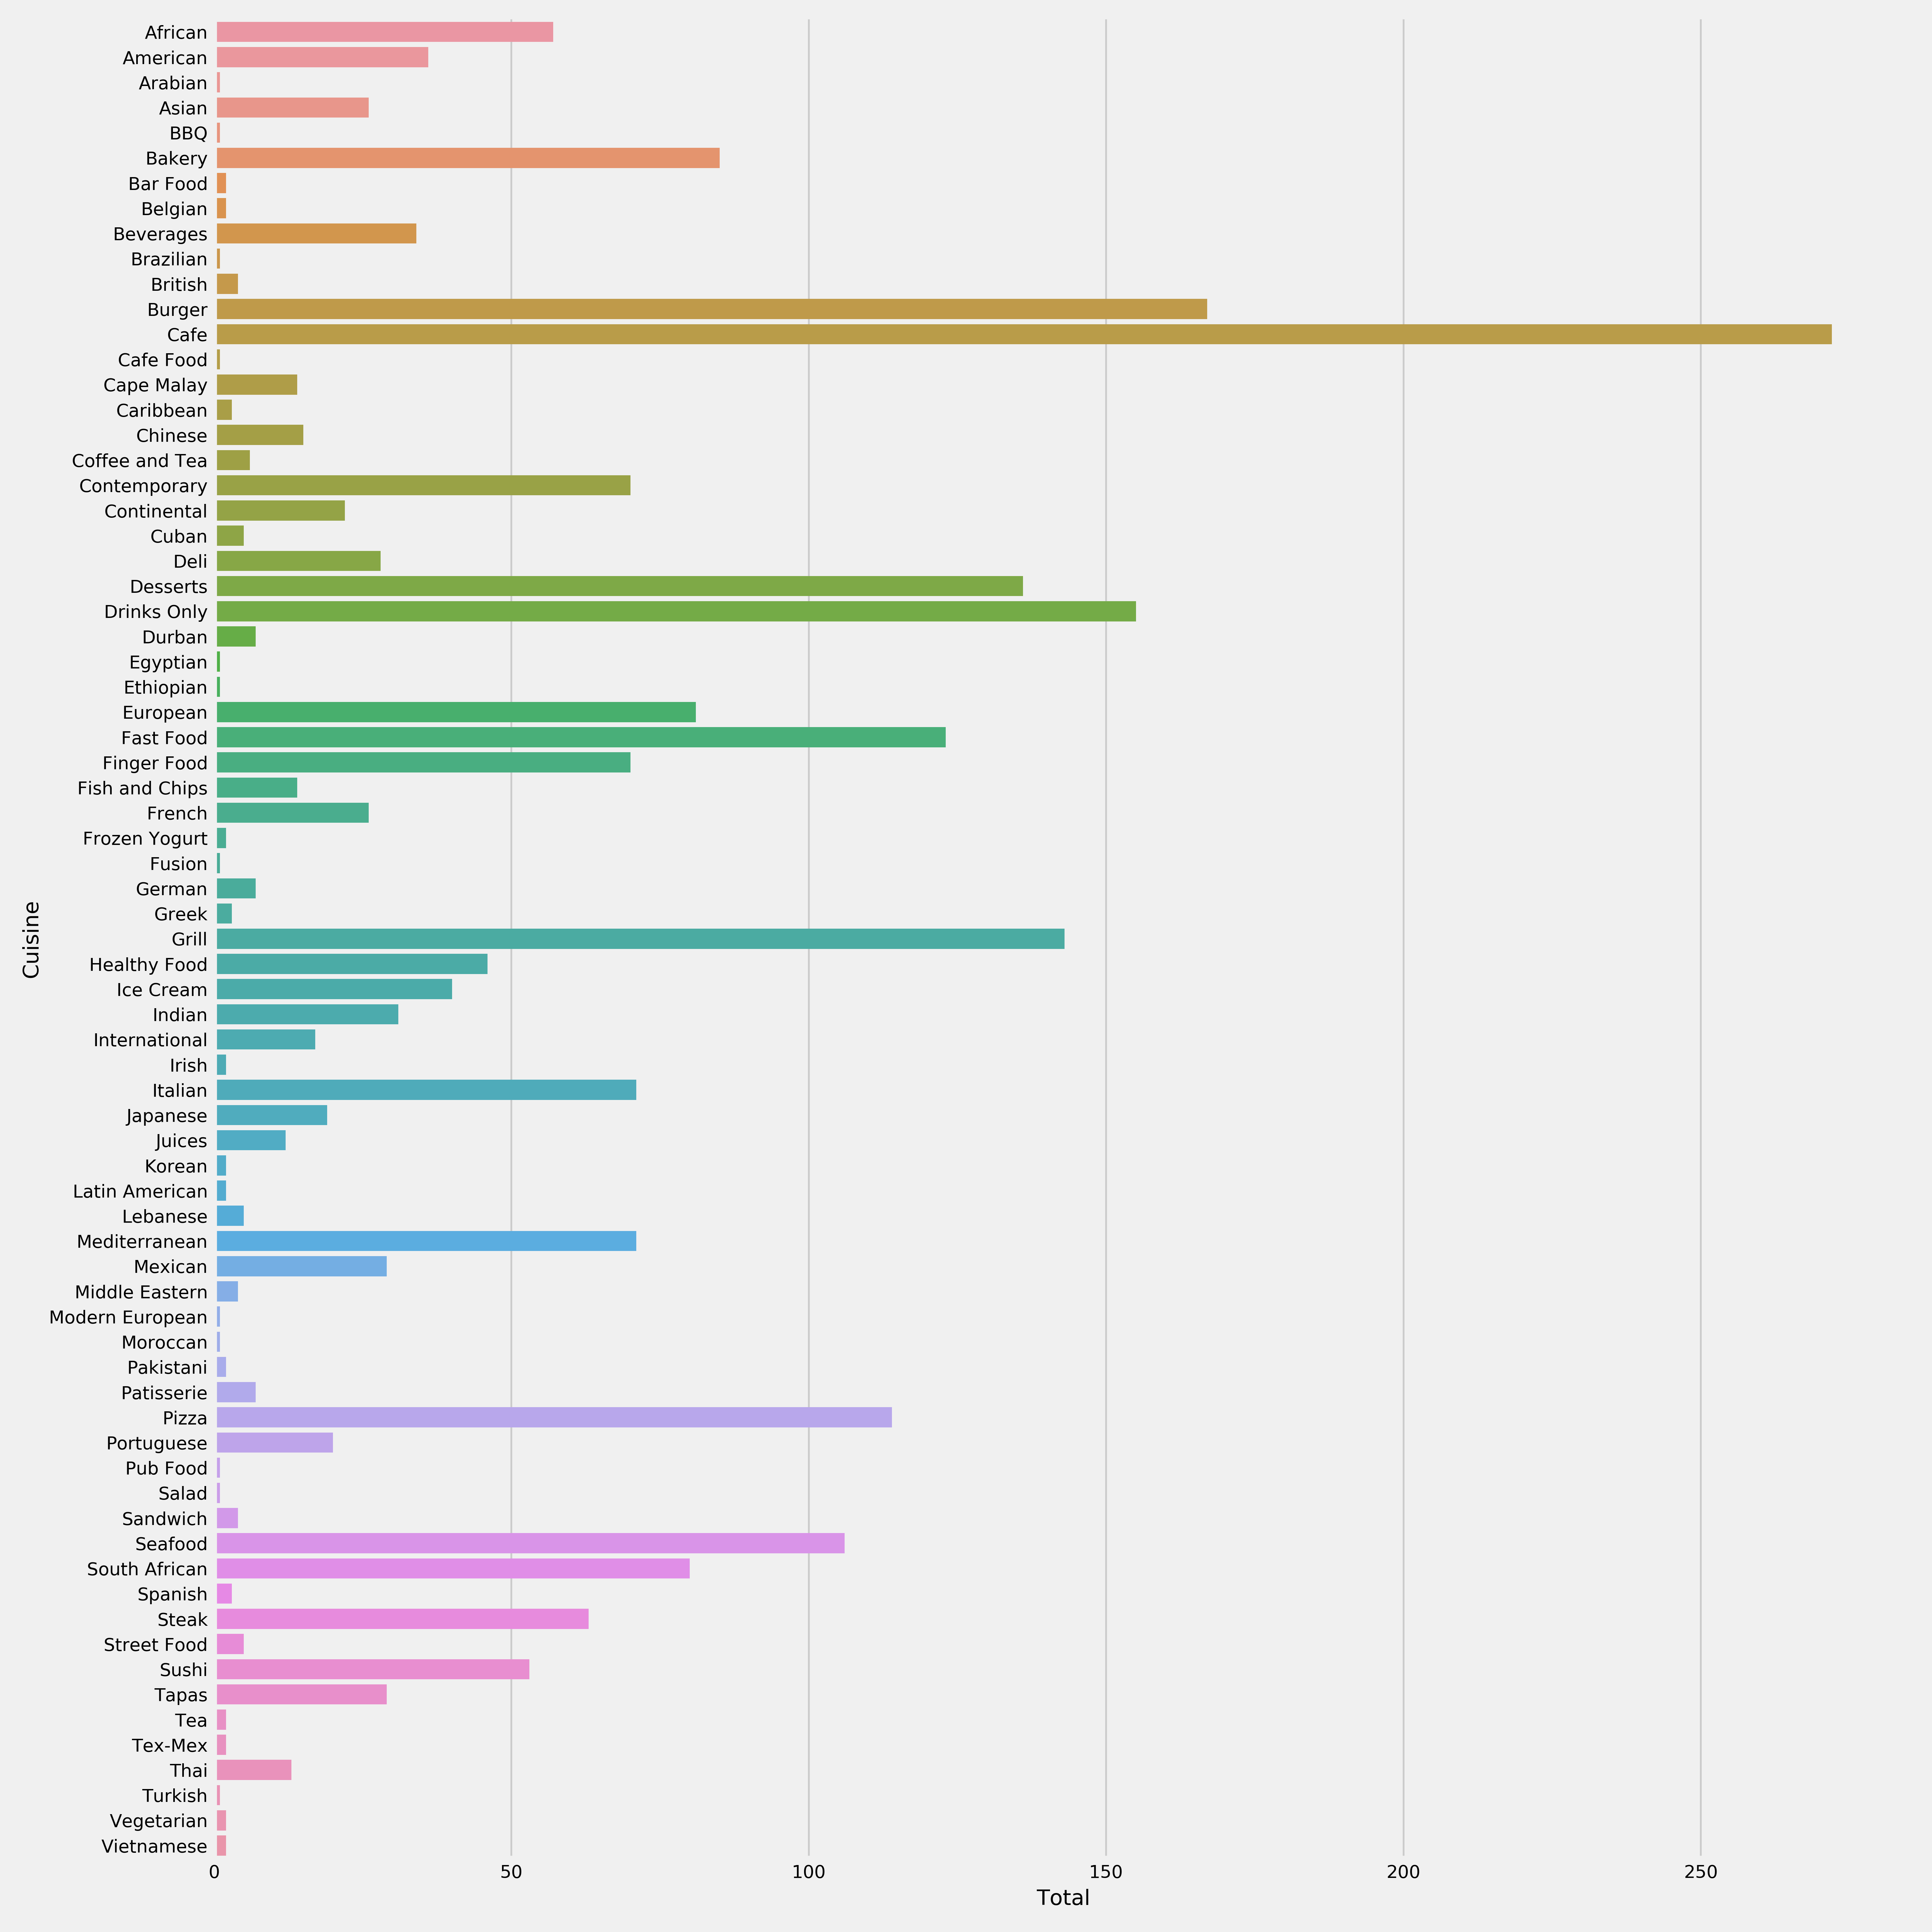 African
American
Arabian
Asian
BBQ
Bakery
Bar Food
Belgian
Beverages
Brazilian
British
Burger
Cafe
Cafe Food
Cape Malay
Caribbean
Chinese
Coffee and Tea
Contemporary
Continental
Cuban
Deli
Desserts
Drinks Only
Durban
Egyptian
Ethiopian
European
Fast Food
Finger Food
Fish and Chips
French
Frozen Yogurt
Fusion
German
Greek
Grill
Healthy Food
Ice Cream
Indian
International
Irish
Italian
Japanese
Juices
Korean
Latin American
Lebanese
Mediterranean
Mexican
Middle Eastern
Modern European
Moroccan
Pakistani
Patisserie
Pizza
Portuguese
Pub Food
Salad
Sandwich
Seafood
South African
Spanish
Steak
Street Food
Sushi
Tapas
Tea
Tex-Mex
Thai
Turkish
Vegetarian
Vietnamese
Cuisine
0 50 100 150 200 250
Total